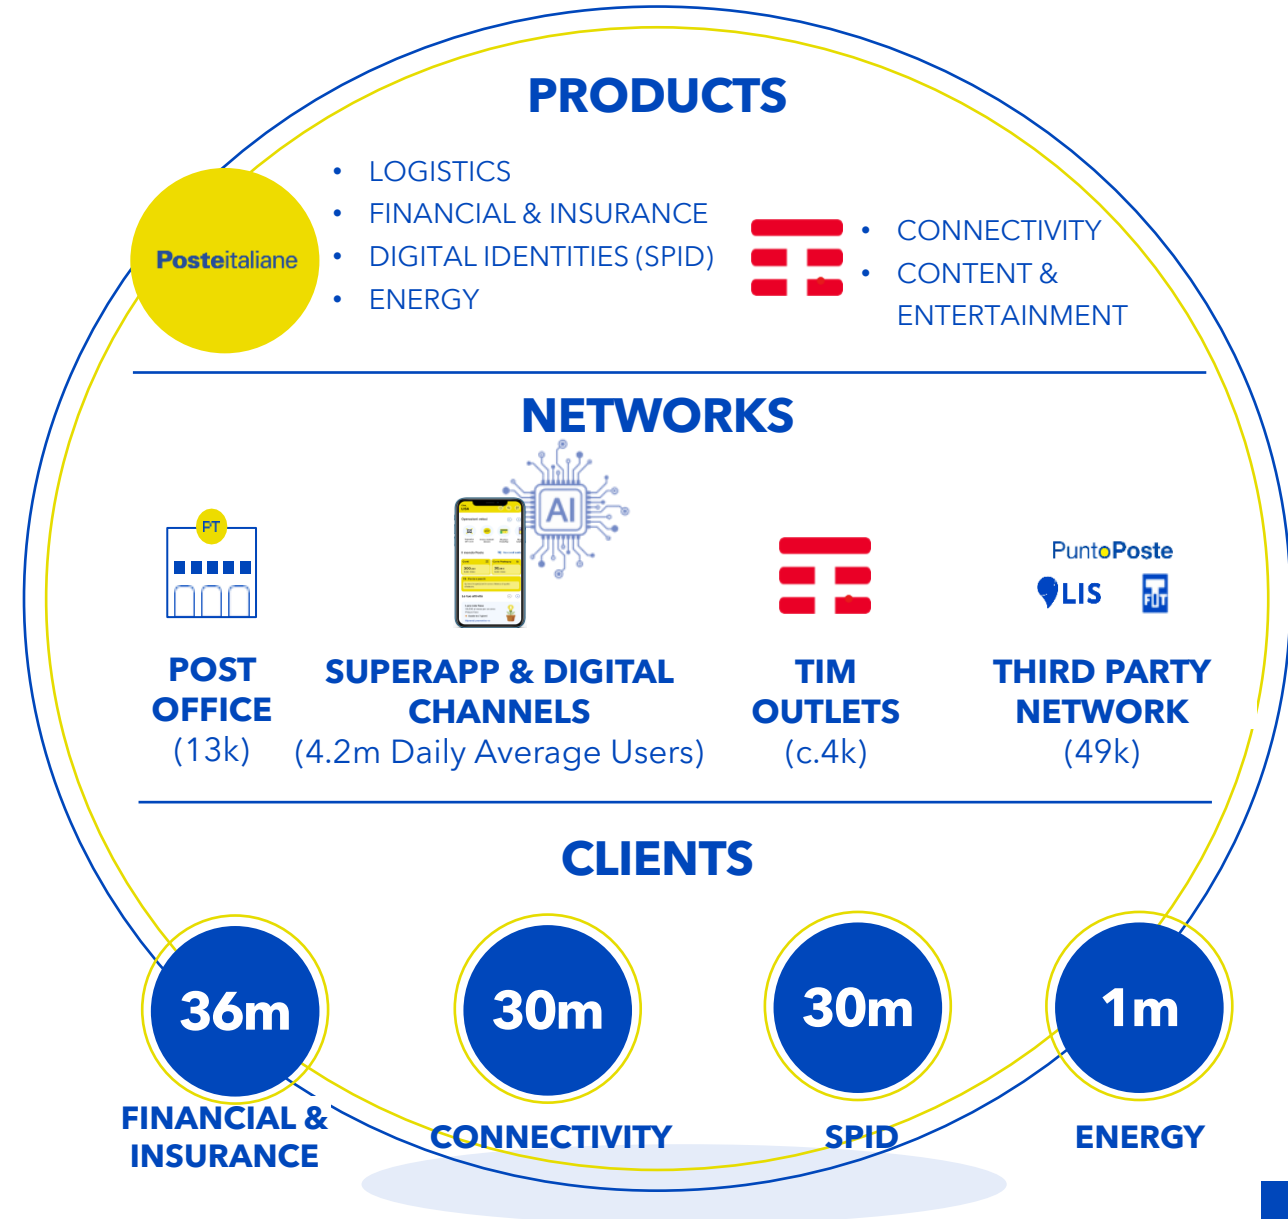 PRODUCTS
Posteitaliane
• LOGISTICS
• FINANCIAL & INSURANCE
• DIGITAL IDENTITIES (SPID)
• ENERGY
• CONNECTIVITY
• CONTENT &
ENTERTAINMENT
NETWORKS
PT
AI
PuntoPoste
LIS
T
FIT
POST
OFFICE
(13k)
SUPERAPP & DIGITAL
CHANNELS
(4.2m Daily Average Users)
TIM
OUTLETS
(c.4k)
THIRD PARTY
NETWORK
(49k)
CLIENTS
36m
FINANCIAL &
INSURANCE
30m
CONNECTIVITY
30m
SPID
1m
ENERGY